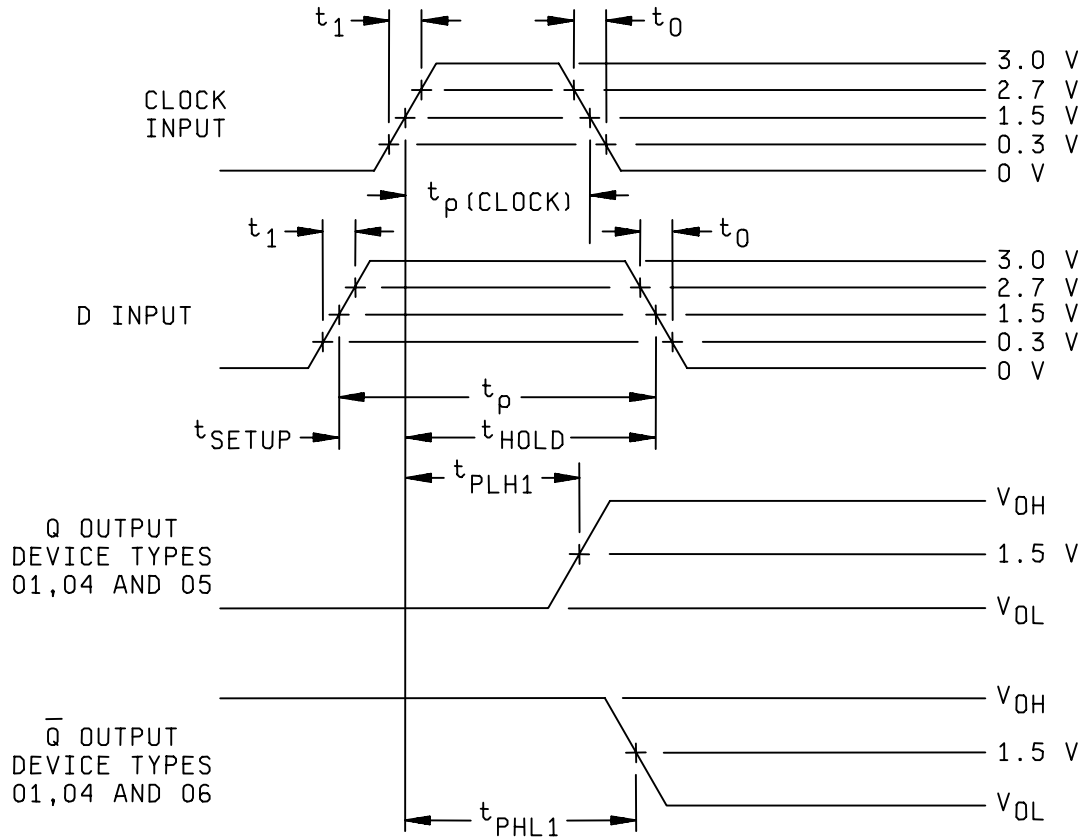 t1
t0
3.0 V
2.7 V
1.5 V
0.3 V
0 V
CLOCK
INPUT
tp(CLOCK)
t1
t0
3.0 V
2.7 V
1.5 V
0.3 V
0 V
D INPUT
tp
tSETUP
tHOLD
tPLH1
Q OUTPUT
DEVICE TYPES
01,04 AND 05
VOH
1.5 V
VOL
Q̅ OUTPUT
DEVICE TYPES
01,04 AND 06
VOH
1.5 V
VOL
tPHL1